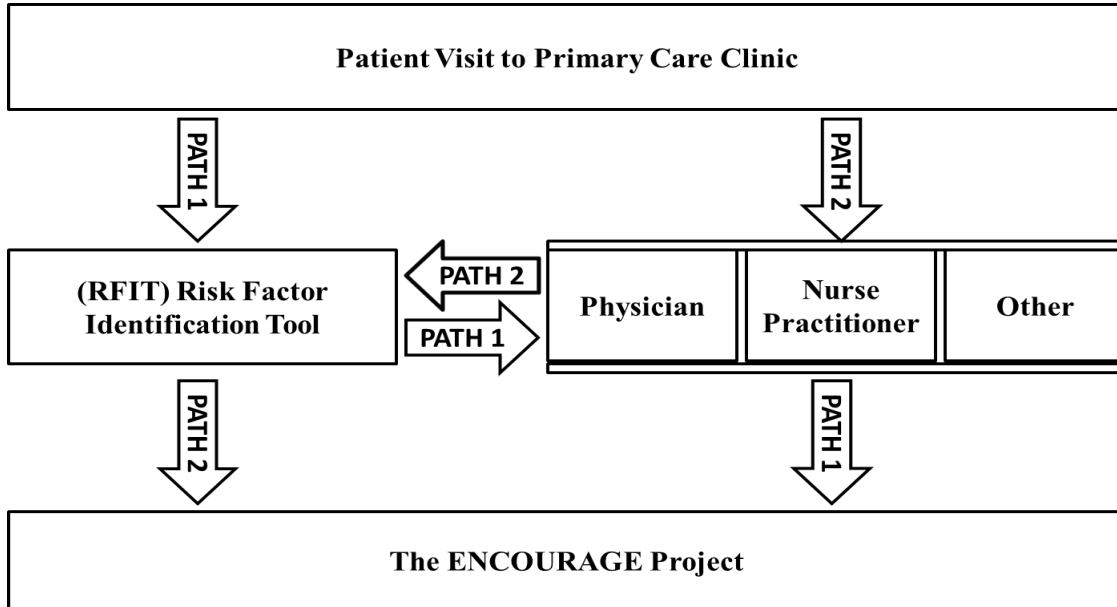 Patient Visit to Primary Care Clinic
PATH 1
PATH 2
(RFIT) Risk Factor
Identification Tool
PATH 2
PATH 1
Physician
Nurse
Practitioner
Other
PATH 2
PATH 1
The ENCOURAGE Project